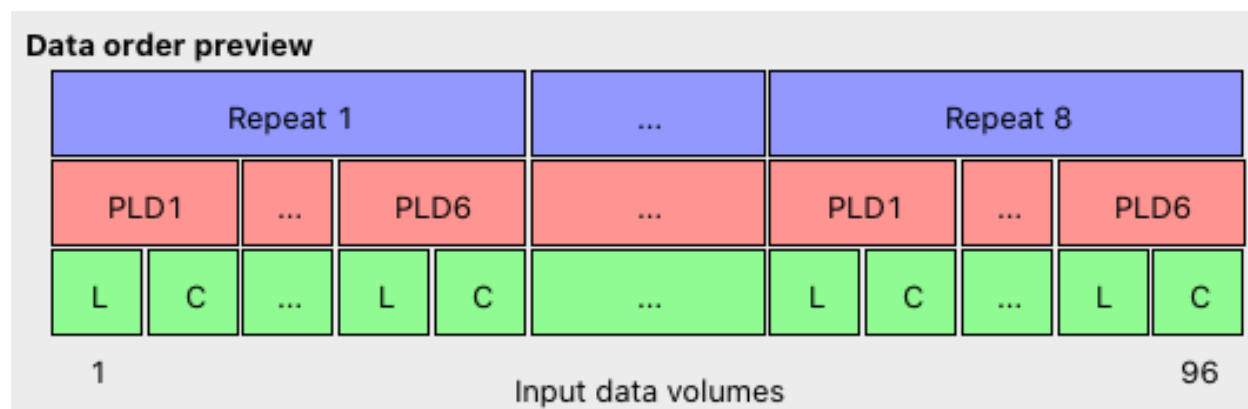 Data order preview
Repeat 1 ... Repeat 8
PLD1 ... PLD6 ... PLD1 ... PLD6
L C ... L C ... L C ... L C
1 96
Input data volumes